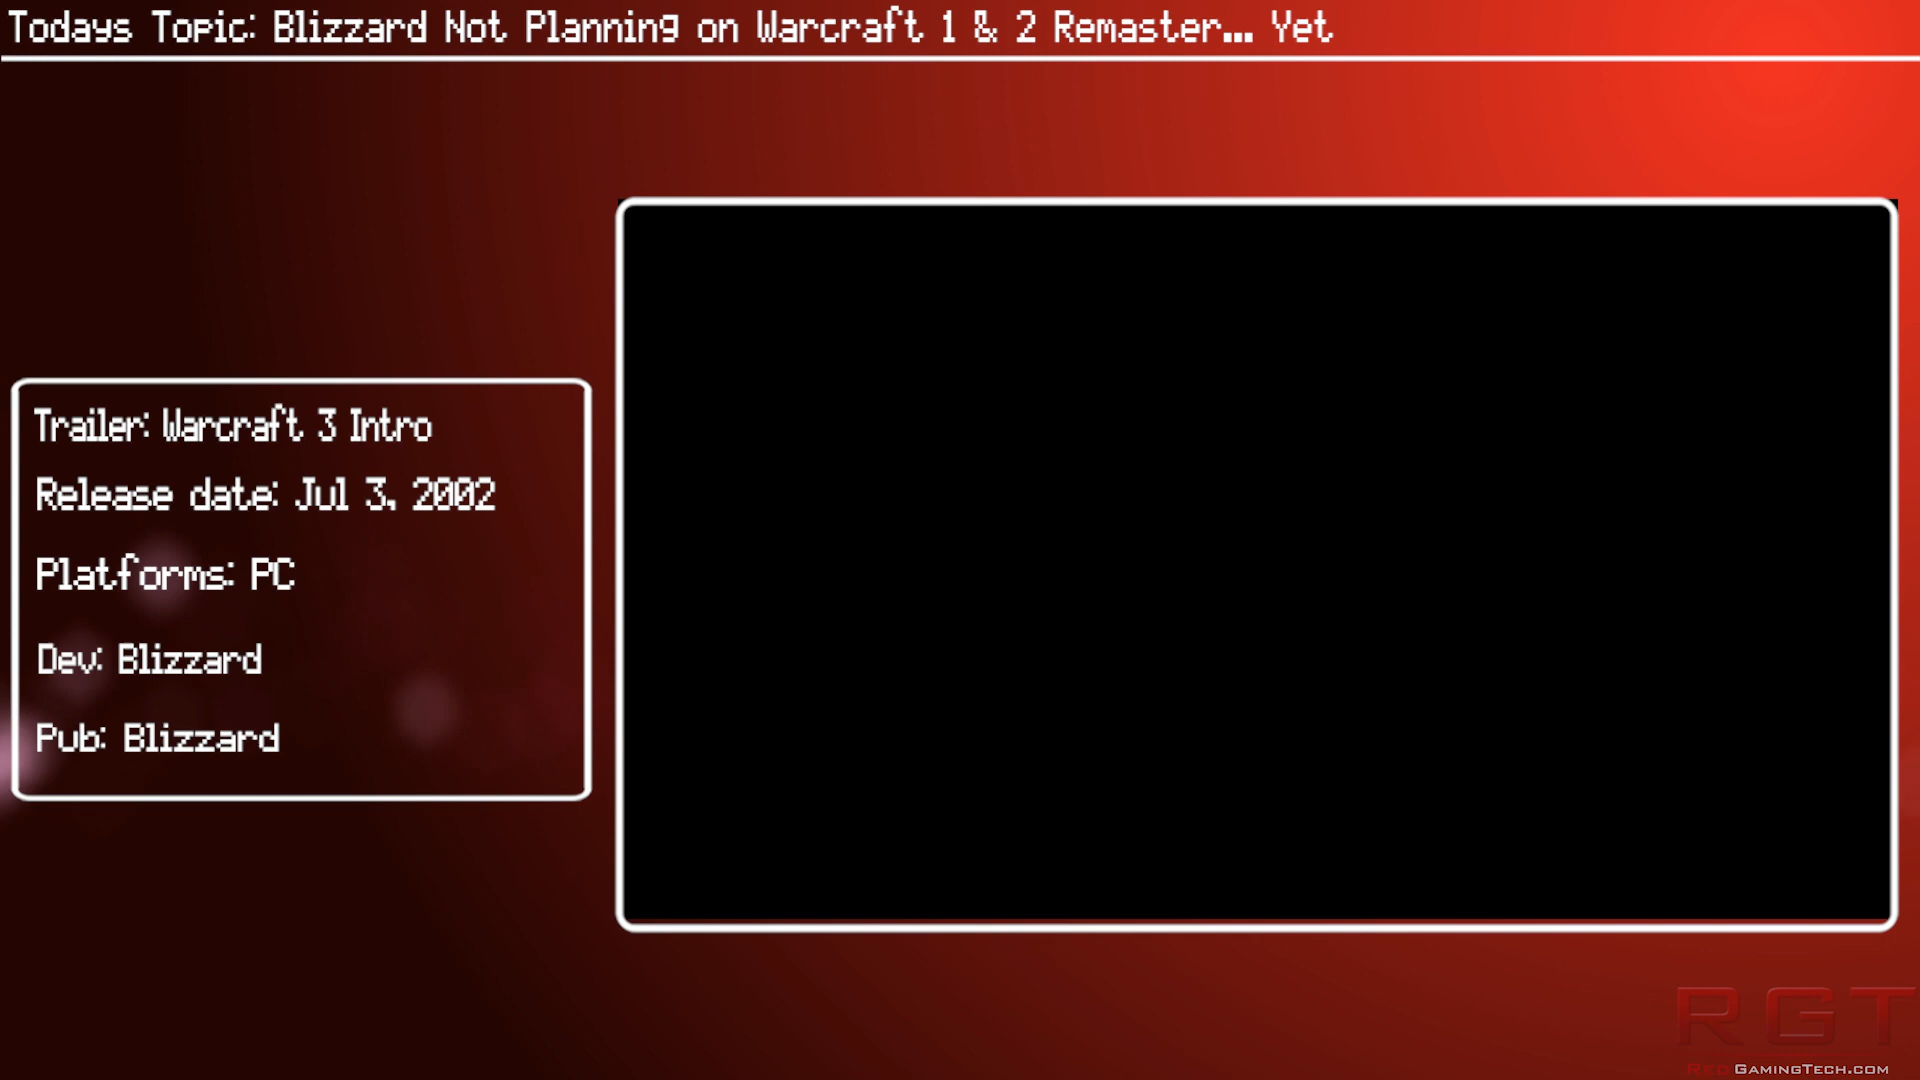 Todays Topic: Blizzard Not Planning on Warcraft 1 & 2 Remaster... Yet
Trailer: Warcraft 3 Intro
Release date: Jul 3, 2002
Platforms: PC
Dev: Blizzard
Pub: Blizzard
RGT
RedGamingTech.com